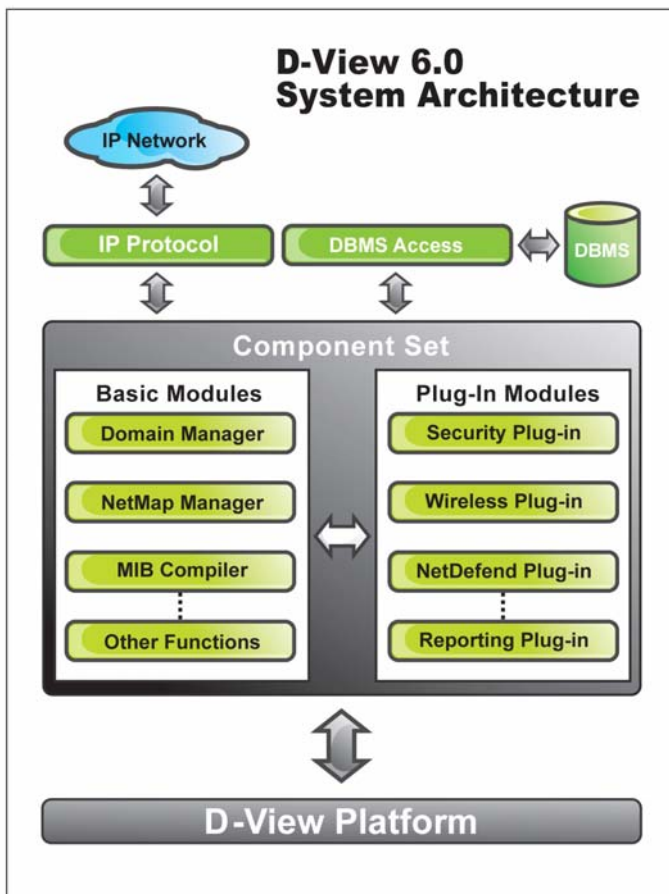 D-View 6.0
System Architecture
IP Network
IP Protocol
DBMS Access
DBMS
Component Set
Basic Modules
Domain Manager
NetMap Manager
MIB Compiler
Other Functions
Plug-In Modules
Security Plug-in
Wireless Plug-in
NetDefend Plug-in
Reporting Plug-in
D-View Platform